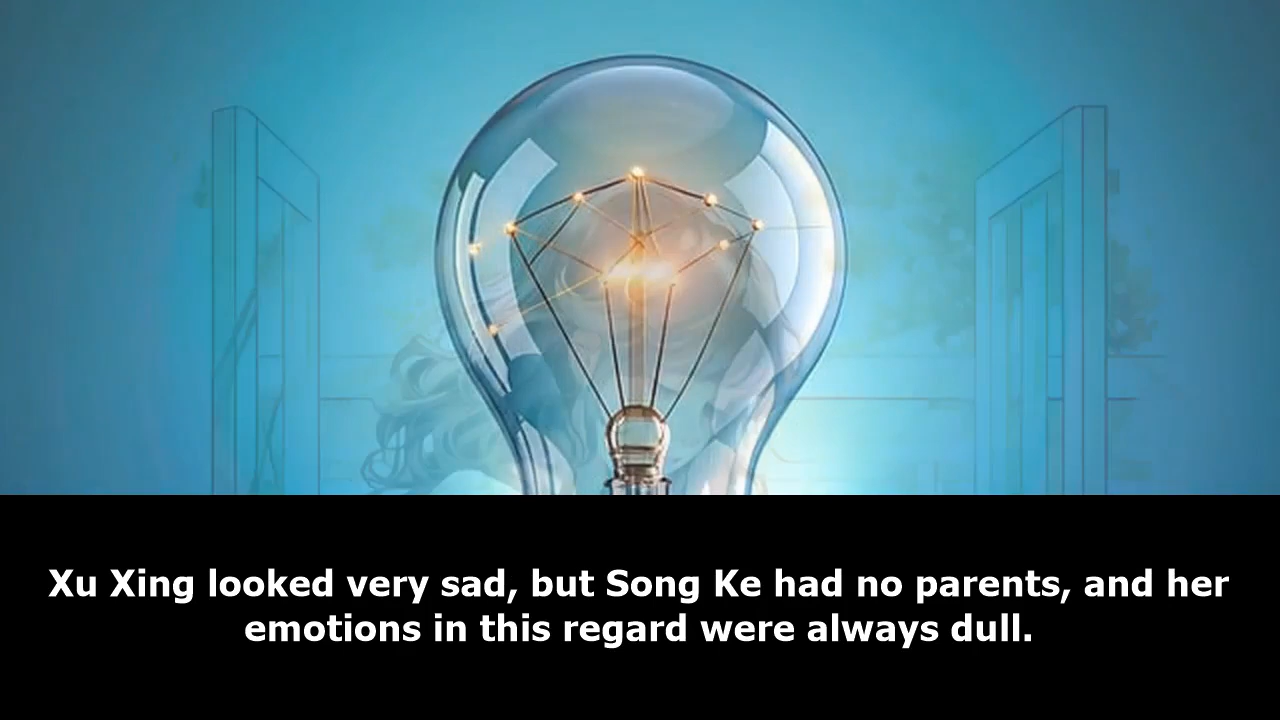 Xu Xing looked very sad, but Song Ke had no parents, and her
emotions in this regard were always dull.